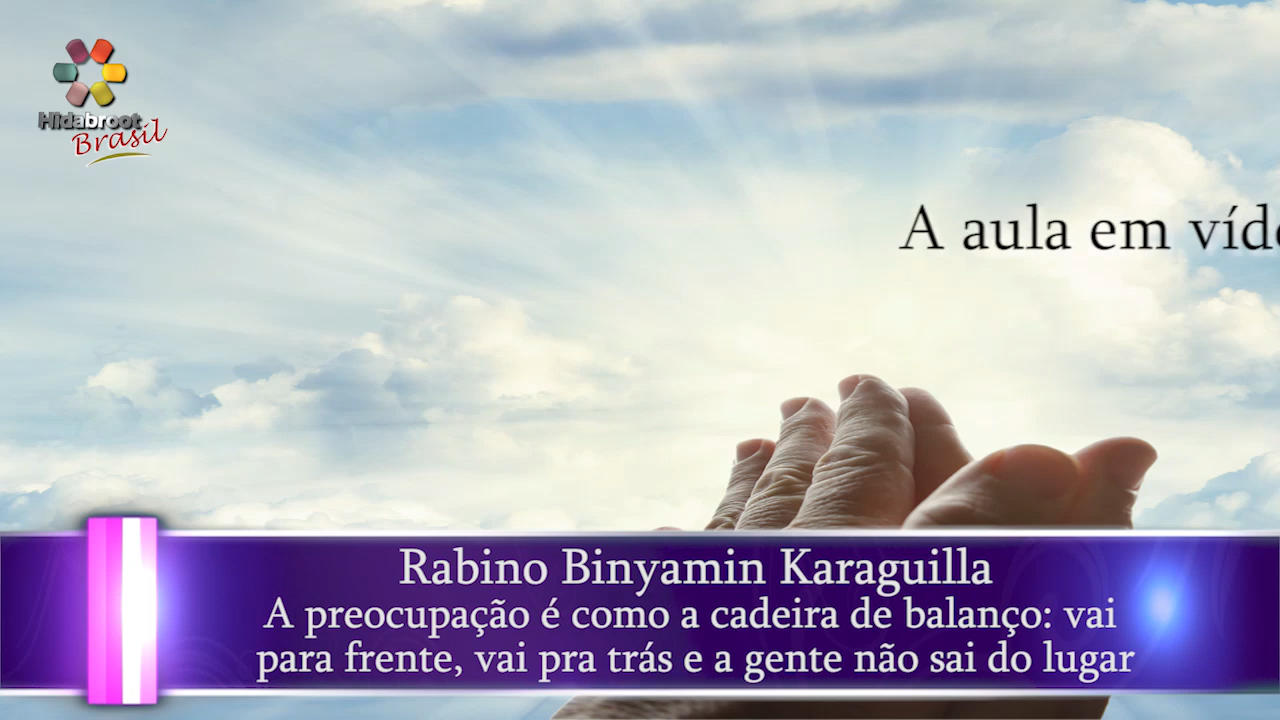 Hidabroot
Brasil
A aula em víd
Rabino Binyamin Karaguilla
A preocupação é como a cadeira de balanço: vai
para frente, vai pra trás e a gente não sai do lugar